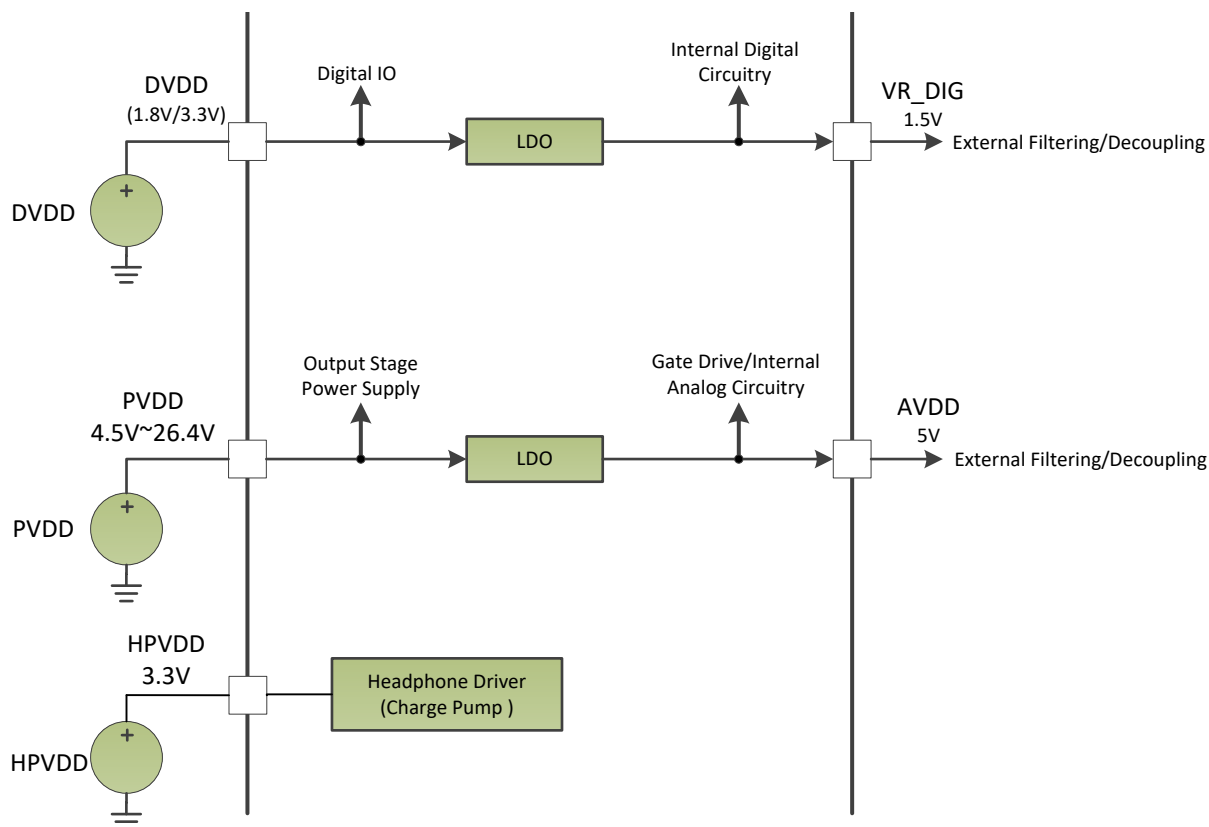 DVDD
(1.8V/3.3V)
Digital IO
Internal Digital
Circuitry
VR_DIG
1.5V
LDO
External Filtering/Decoupling
+
DVDD
PVDD
4.5V~26.4V
Output Stage
Power Supply
Gate Drive/Internal
Analog Circuitry
AVDD
5V
LDO
External Filtering/Decoupling
+
PVDD
HPVDD
3.3V
Headphone Driver
(Charge Pump )
+
HPVDD